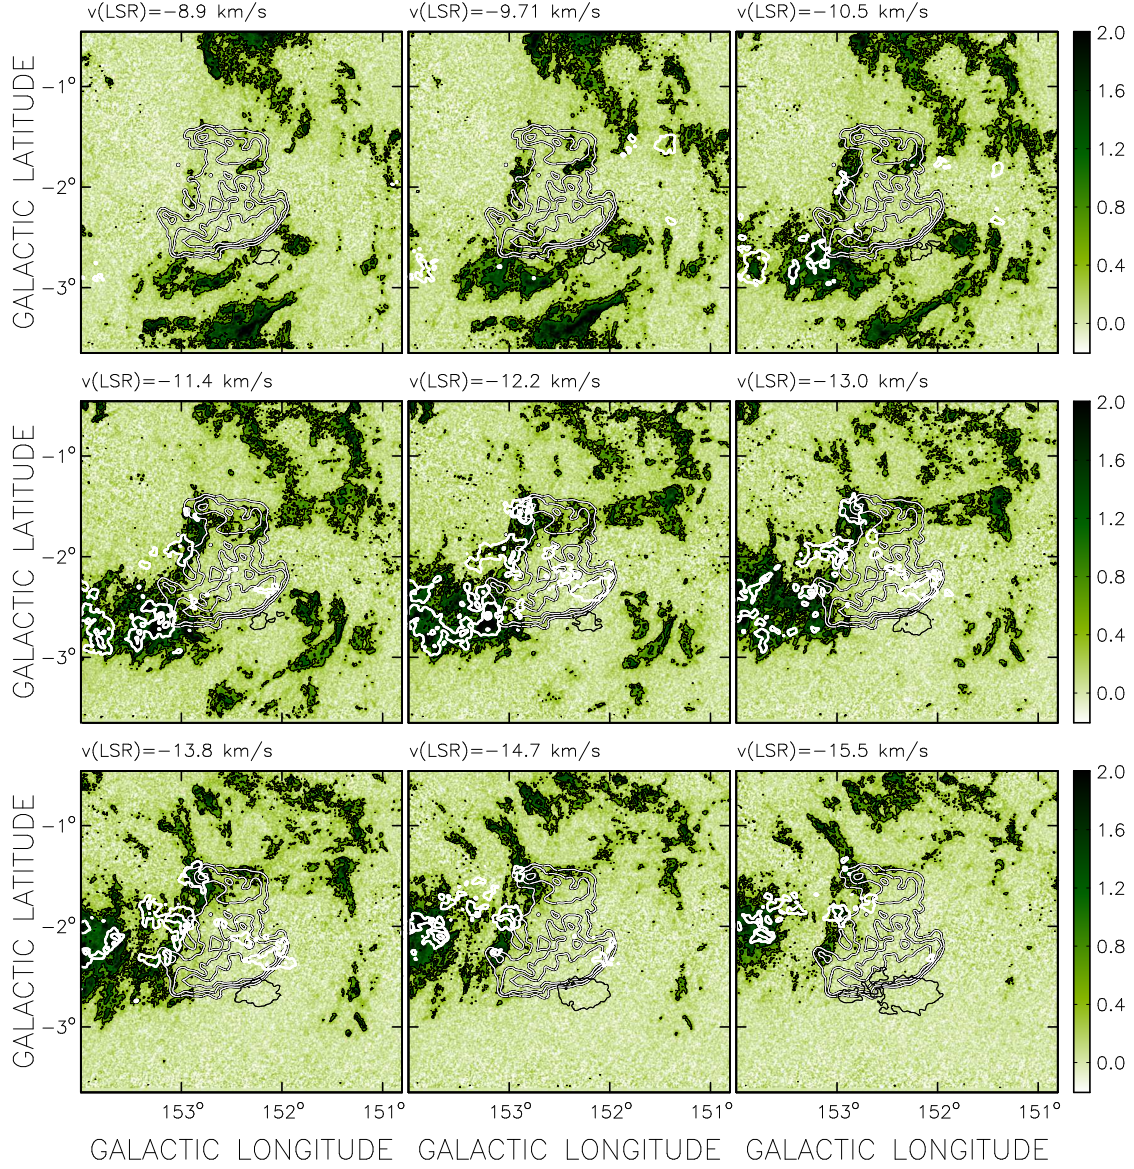 v(LSR)=−8.9 km/s
v(LSR)=−9.71 km/s
v(LSR)=−10.5 km/s
GALACTIC LATITUDE
−1°
−2°
−3°
2.0
1.6
1.2
0.8
0.4
0.0
v(LSR)=−11.4 km/s
v(LSR)=−12.2 km/s
v(LSR)=−13.0 km/s
GALACTIC LATITUDE
−1°
−2°
−3°
2.0
1.6
1.2
0.8
0.4
0.0
v(LSR)=−13.8 km/s
v(LSR)=−14.7 km/s
v(LSR)=−15.5 km/s
GALACTIC LATITUDE
−1°
−2°
−3°
2.0
1.6
1.2
0.8
0.4
0.0
153° 152° 151°
153° 152° 151°
153° 152° 151°
GALACTIC LONGITUDE
GALACTIC LONGITUDE
GALACTIC LONGITUDE